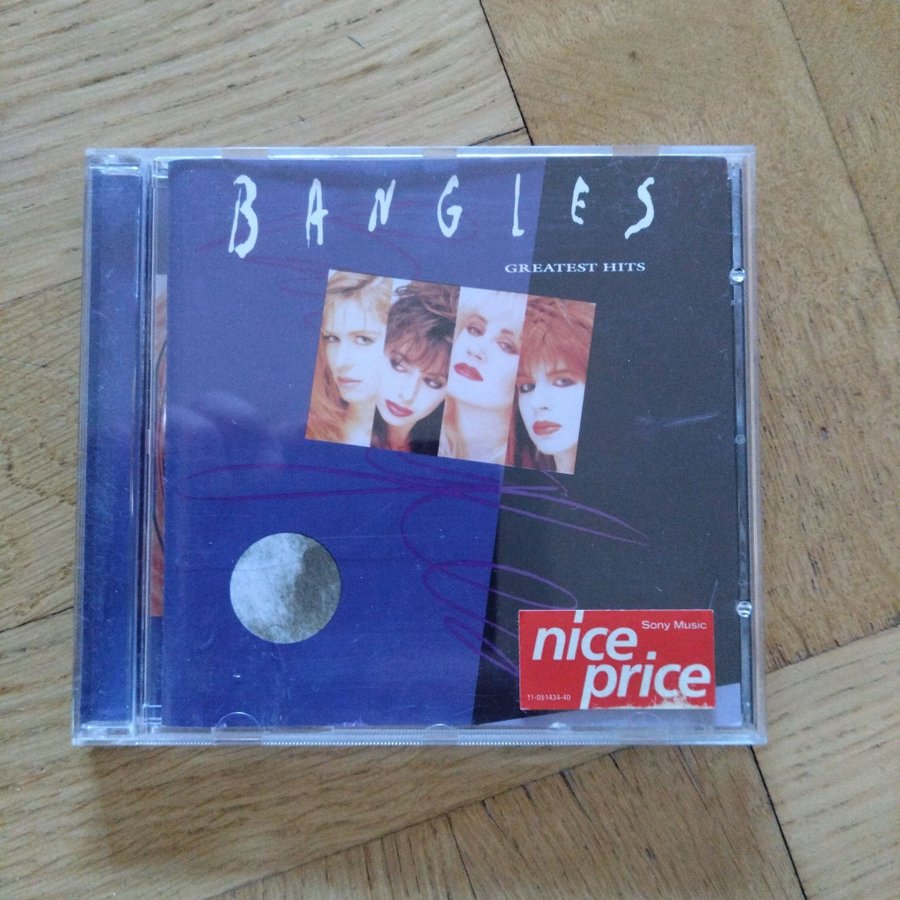 BANGLES
GREATEST HITS
Sony Music
nice
price
11-051434-40